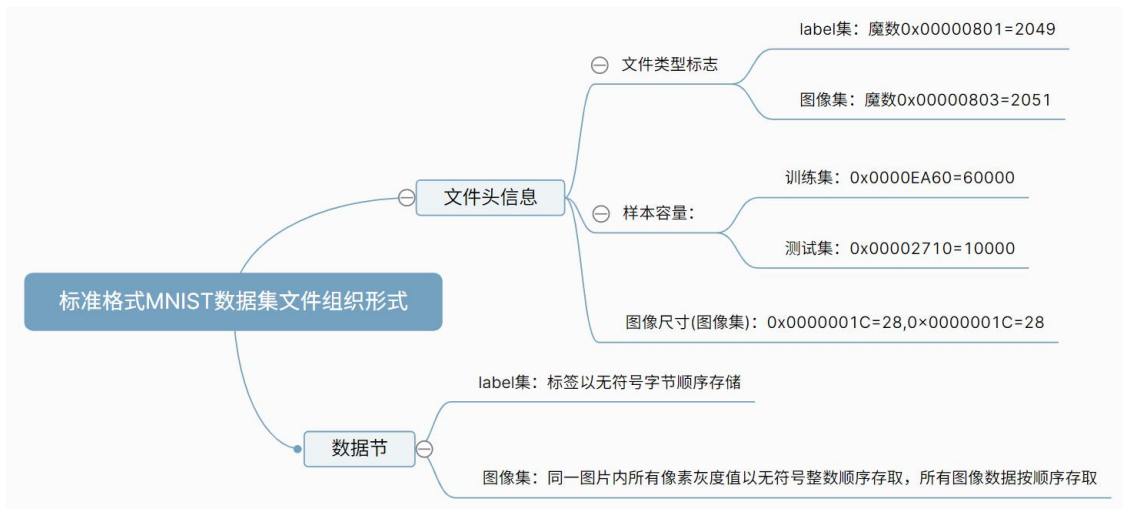 标准格式MNIST数据集文件组织形式
文件头信息
文件类型标志
label集：魔数0x00000801=2049
图像集：魔数0x00000803=2051
样本容量：
训练集：0x0000EA60=60000
测试集：0x00002710=10000
图像尺寸(图像集)：0x0000001C=28,0×0000001C=28
数据节
label集：标签以无符号字节顺序存储
图像集：同一图片内所有像素灰度值以无符号整数顺序存取，所有图像数据按顺序存取